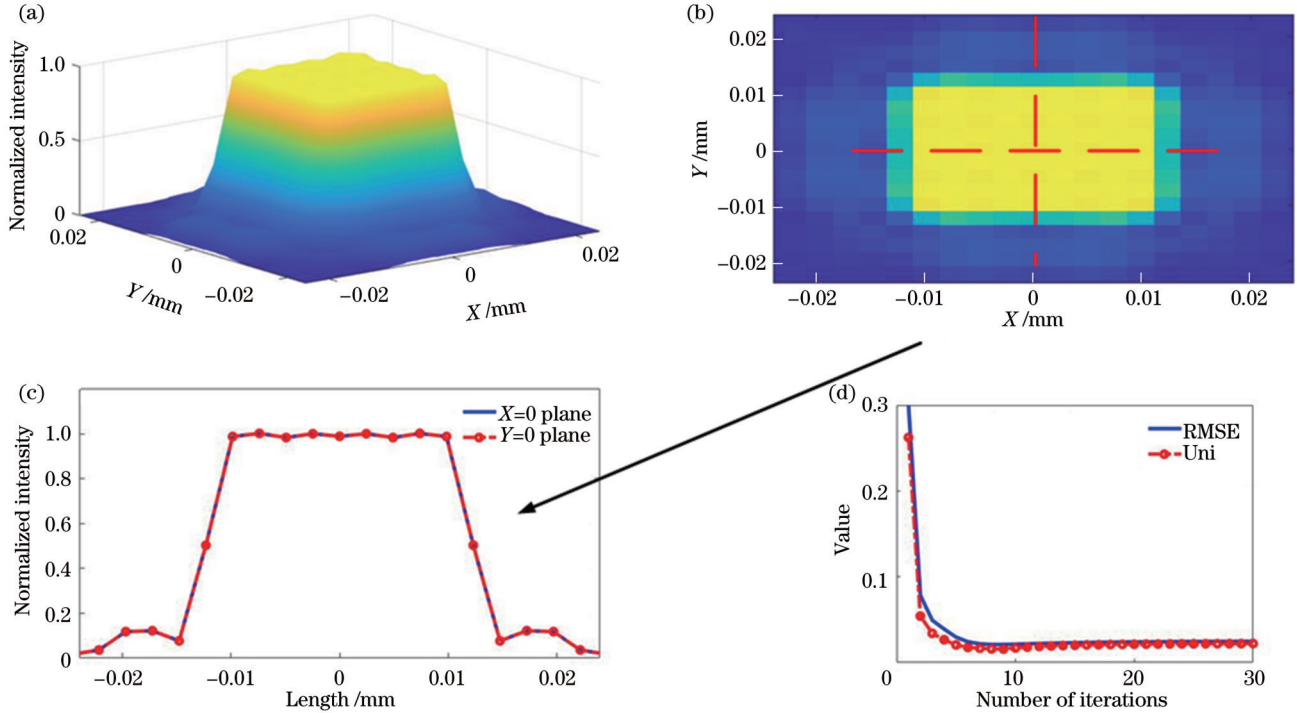 (a)
Normalized intensity
1.0
0.5
0
0.02
0
−0.02
Y /mm
−0.02
0
0.02
X /mm
(b)
0.02
0.01
0
−0.01
−0.02
Y /mm
−0.02
−0.01
0
0.01
0.02
X /mm
(c)
Normalized intensity
1.0
0.8
0.6
0.4
0.2
0
X=0 plane
Y=0 plane
−0.02
−0.01
0
0.01
0.02
Length /mm
(d)
0.3
0.2
0.1
Value
RMSE
Uni
0
10
20
30
Number of iterations